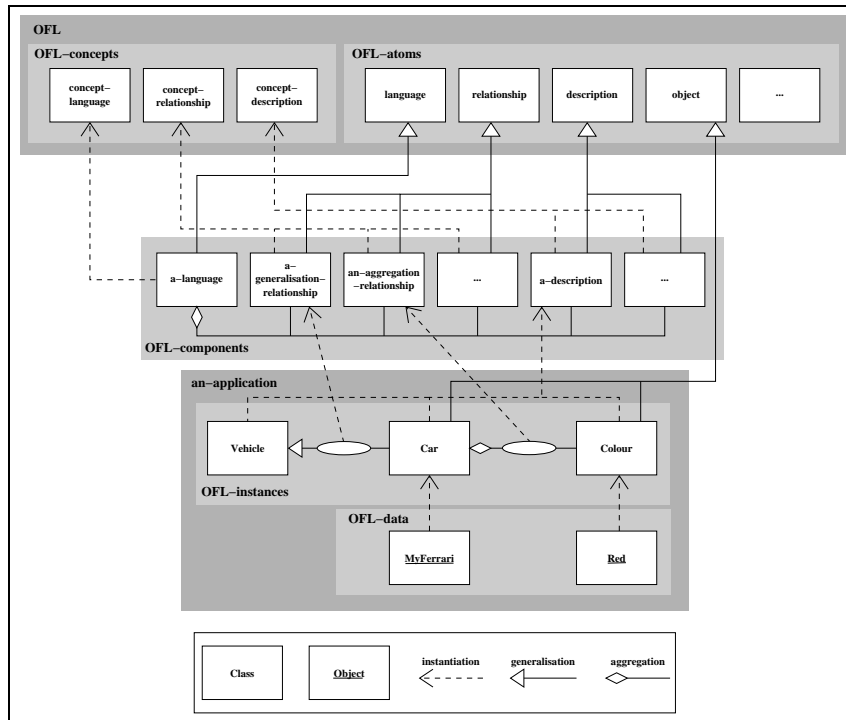 OFL
OFL−concepts
OFL−atoms
concept−
language
concept−
relationship
concept−
description
language
relationship
description
object
...
a−language
a−
generalisation−
relationship
an−aggregation
−relationship
...
a−description
...
OFL−components
an−application
Vehicle
Car
Colour
OFL−instances
OFL−data
MyFerrari
Red
Class
Object
instantiation
generalisation
aggregation